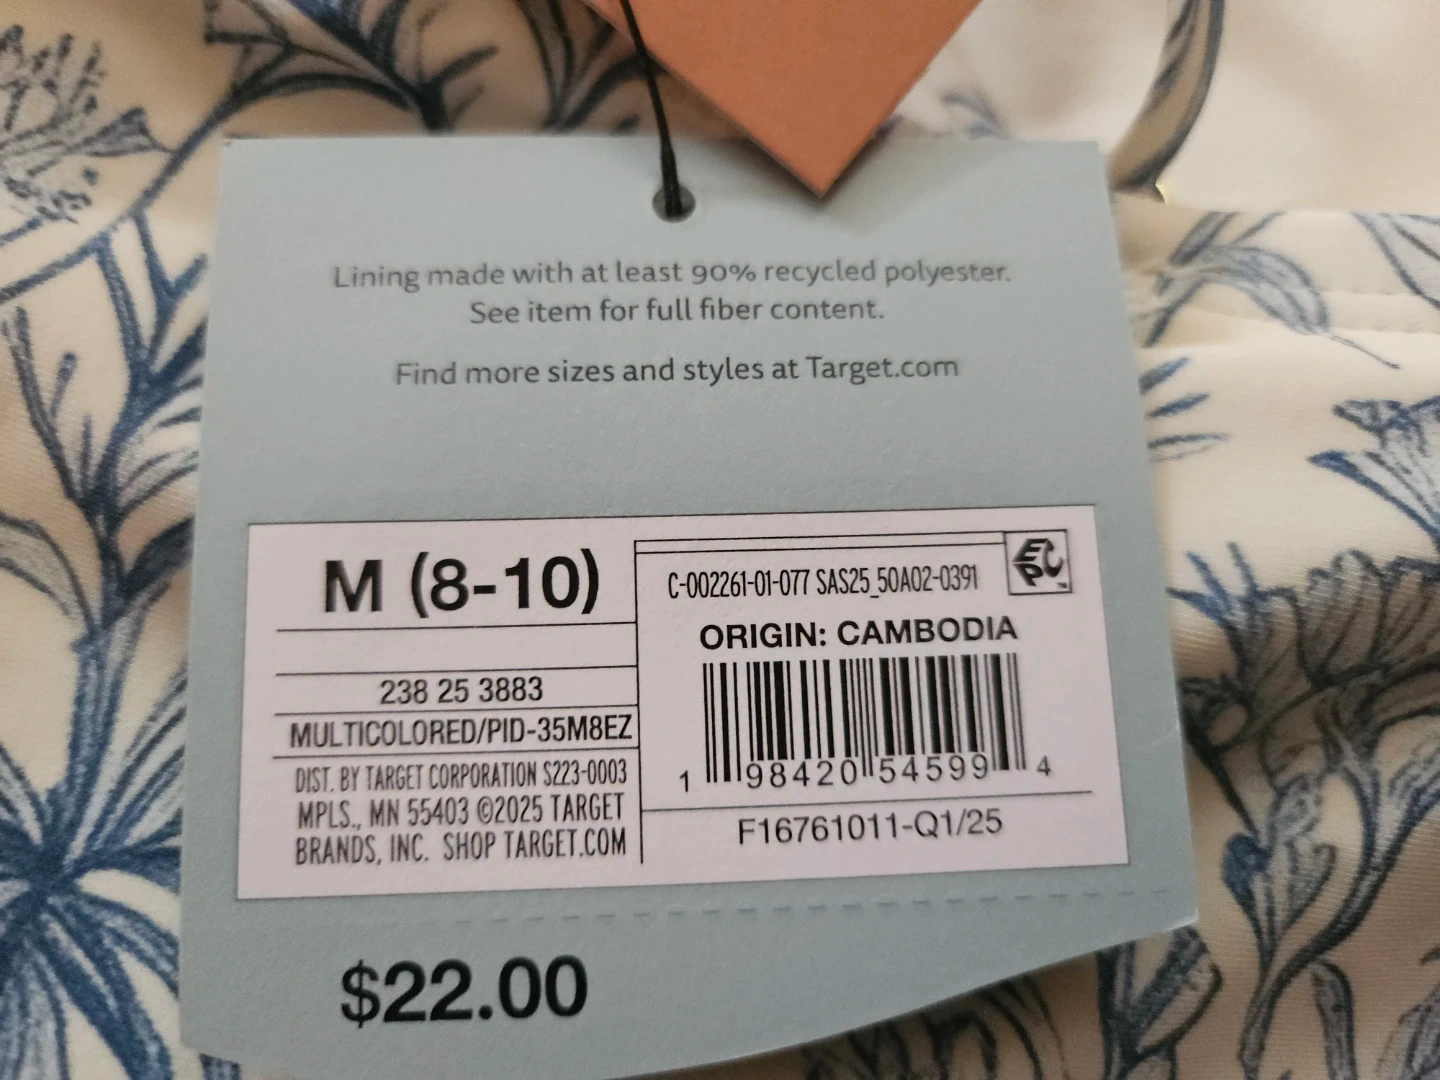 Lining made with at least 90% recycled polyester.
See item for full fiber content.
Find more sizes and styles at Target.com
M (8-10)
238 25 3883
MULTICOLORED/PID-35M8EZ
DIST. BY TARGET CORPORATION S223-0003
MPLS., MN 55403 ©2025 TARGET
BRANDS, INC. SHOP TARGET.COM
EPC™
C-002261-01-077 SAS25_50A02-0391
ORIGIN: CAMBODIA
1 98420 54599 4
F16761011-Q1/25
$22.00